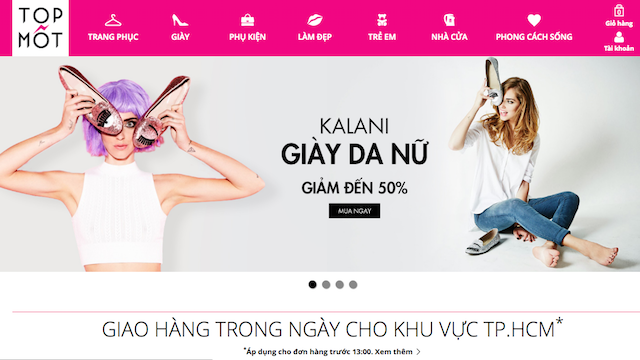 TOP
MỐT
TRANG PHỤC
GIÀY
PHỤ KIỆN
LÀM ĐẸP
TRẺ EM
NHÀ CỬA
PHONG CÁCH SỐNG
0
Giỏ hàng
Tài khoản
KALANI
GIÀY DA NỮ
GIẢM ĐẾN 50%
MUA NGAY
GIAO HÀNG TRONG NGÀY CHO KHU VỰC TP.HCM*
*Áp dụng cho đơn hàng trước 13:00. Xem thêm >